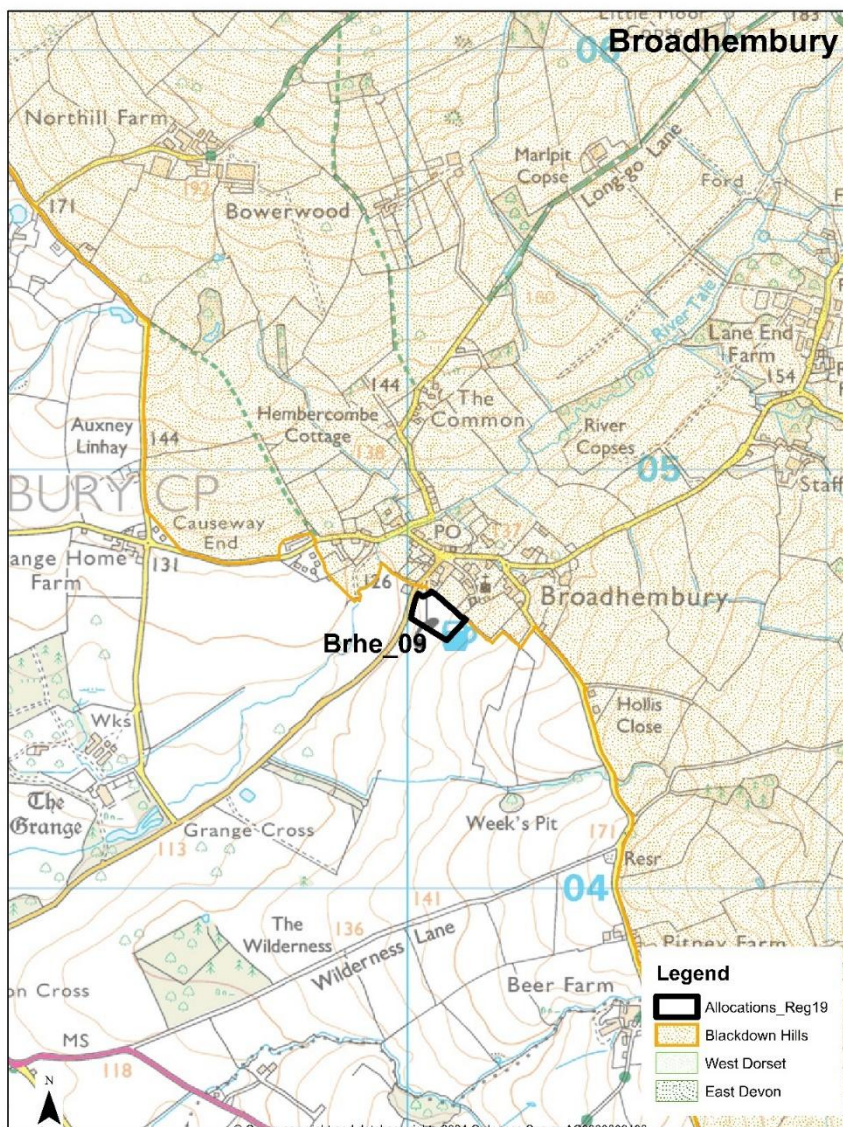 Broadhembury
183
06
Northill Farm
192
171
Bowerwood
Marlpit
Copse
Long-go Lane
Ford
180
River Tale
Lane End
Farm
154
144
The
Common
Hembercombe
Cottage
138
River
Copses
Auxney
Linhay
144
05
BURY CP
Staff
Causeway
End
PO
137
ange Home
Farm
131
126
Broadhembury
Brhe_09
Hollis
Close
Wks
The
Grange
Grange Cross
113
Week's Pit
171
Resr
04
141
The
Wilderness
136
Wilderness Lane
Pitney Farm
on Cross
Beer Farm
MS
118
N
Legend
Allocations_Reg19
Blackdown Hills
West Dorset
East Devon